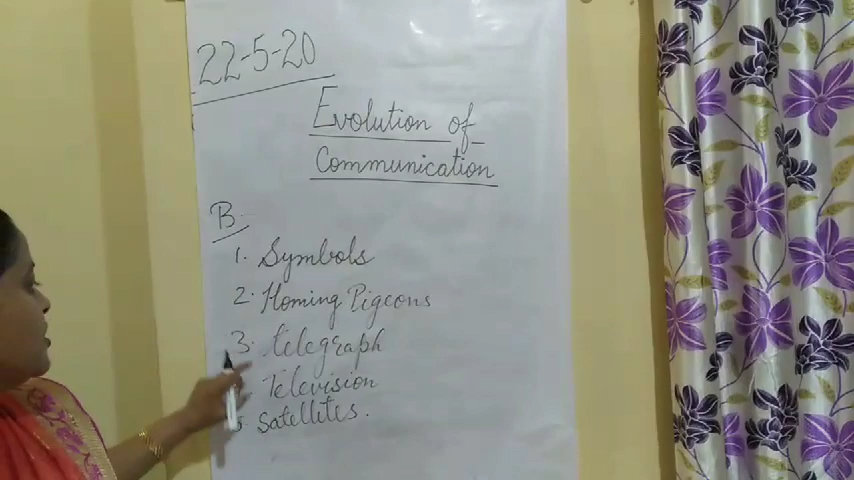 22-5-20
Evolution of
Communication
B.
1. Symbols
2. Homing Pigeons
3. telegraph
Television
Satellites.